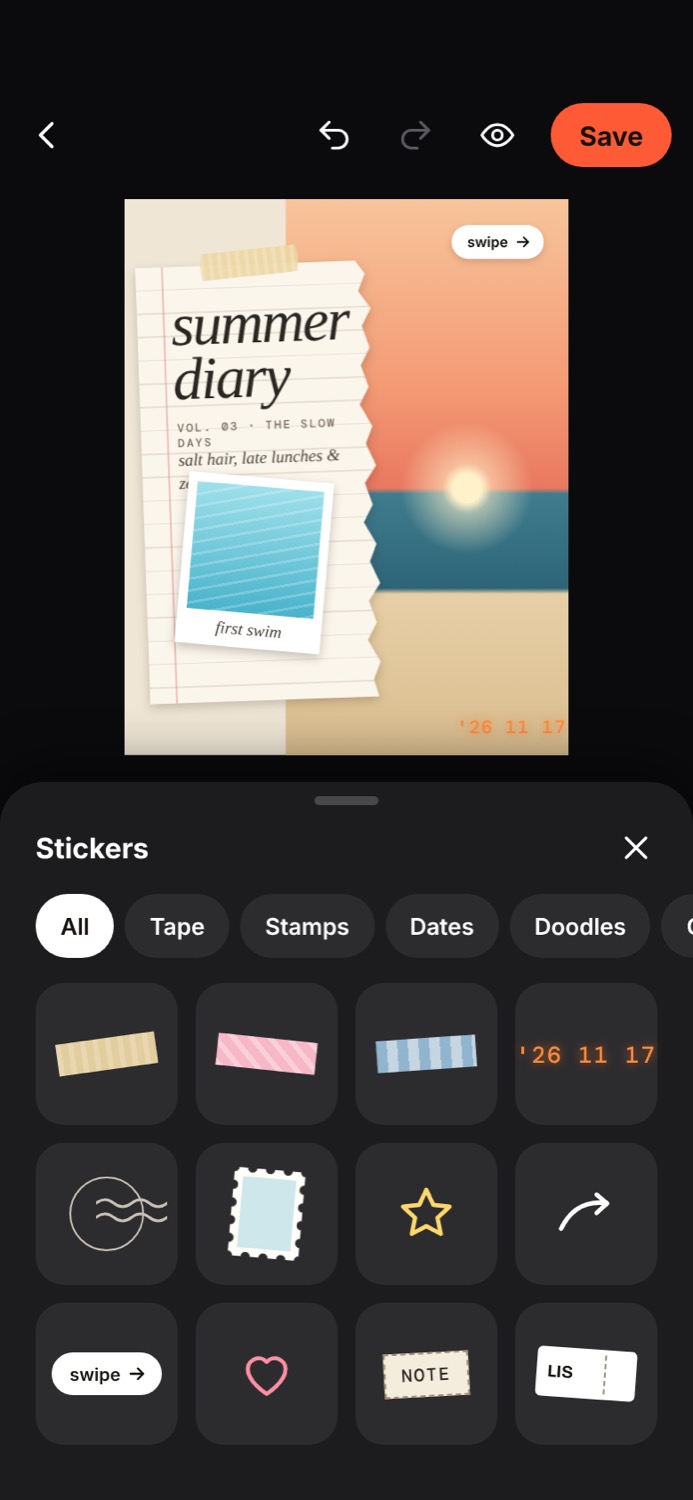 Save
swipe →
summer
diary
VOL. 03 · THE SLOW
DAYS
salt hair, late lunches &
first swim
'26 11 17
Stickers
All Tape Stamps Dates Doodles
'26 11 17
swipe →
NOTE
LIS